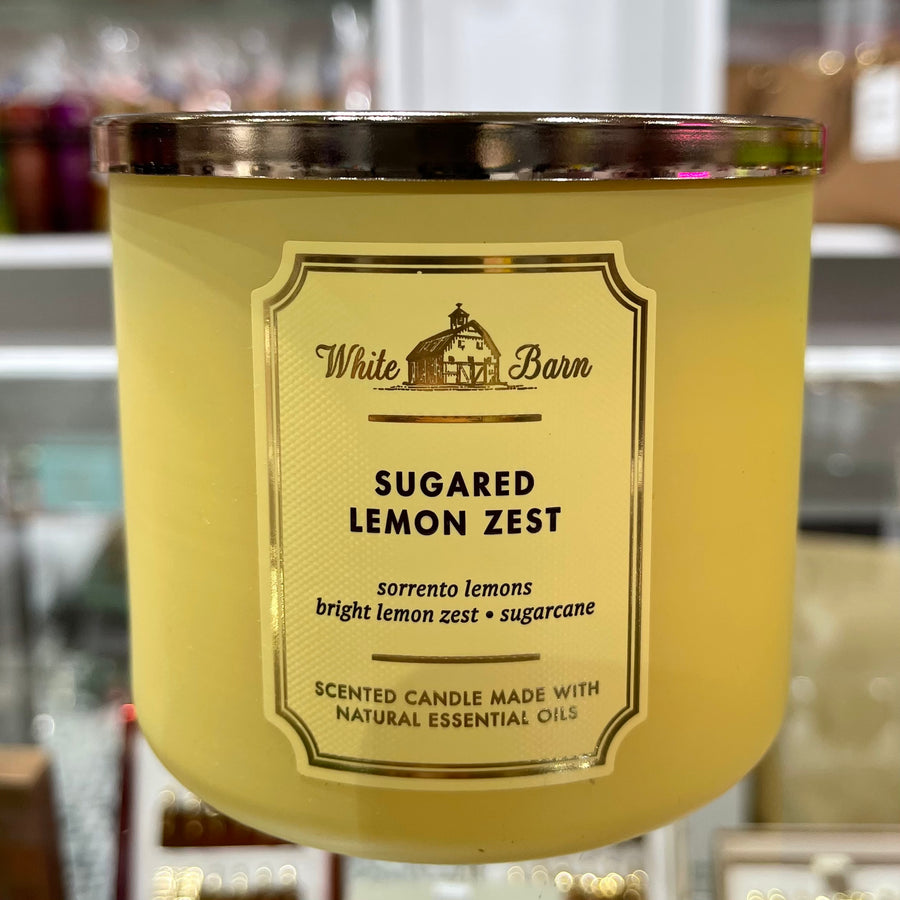 White Barn
SUGARED
LEMON ZEST
sorrento lemons
bright lemon zest • sugarcane
SCENTED CANDLE MADE WITH
NATURAL ESSENTIAL OILS